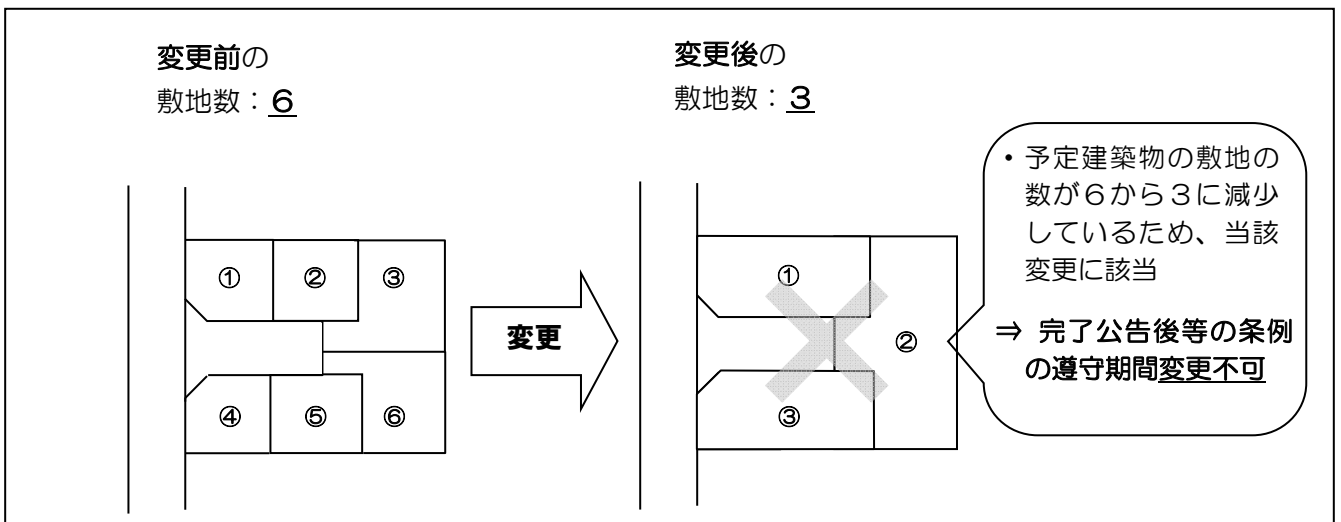 変更前の
敷地数：６
変更後の
敷地数：３
①
②
③
④
⑤
⑥
変更
①
②
③
・予定建築物の敷地の
数が６から３に減少
しているため、当該
変更に該当
⇒ 完了公告後等の条例
の遵守期間変更不可